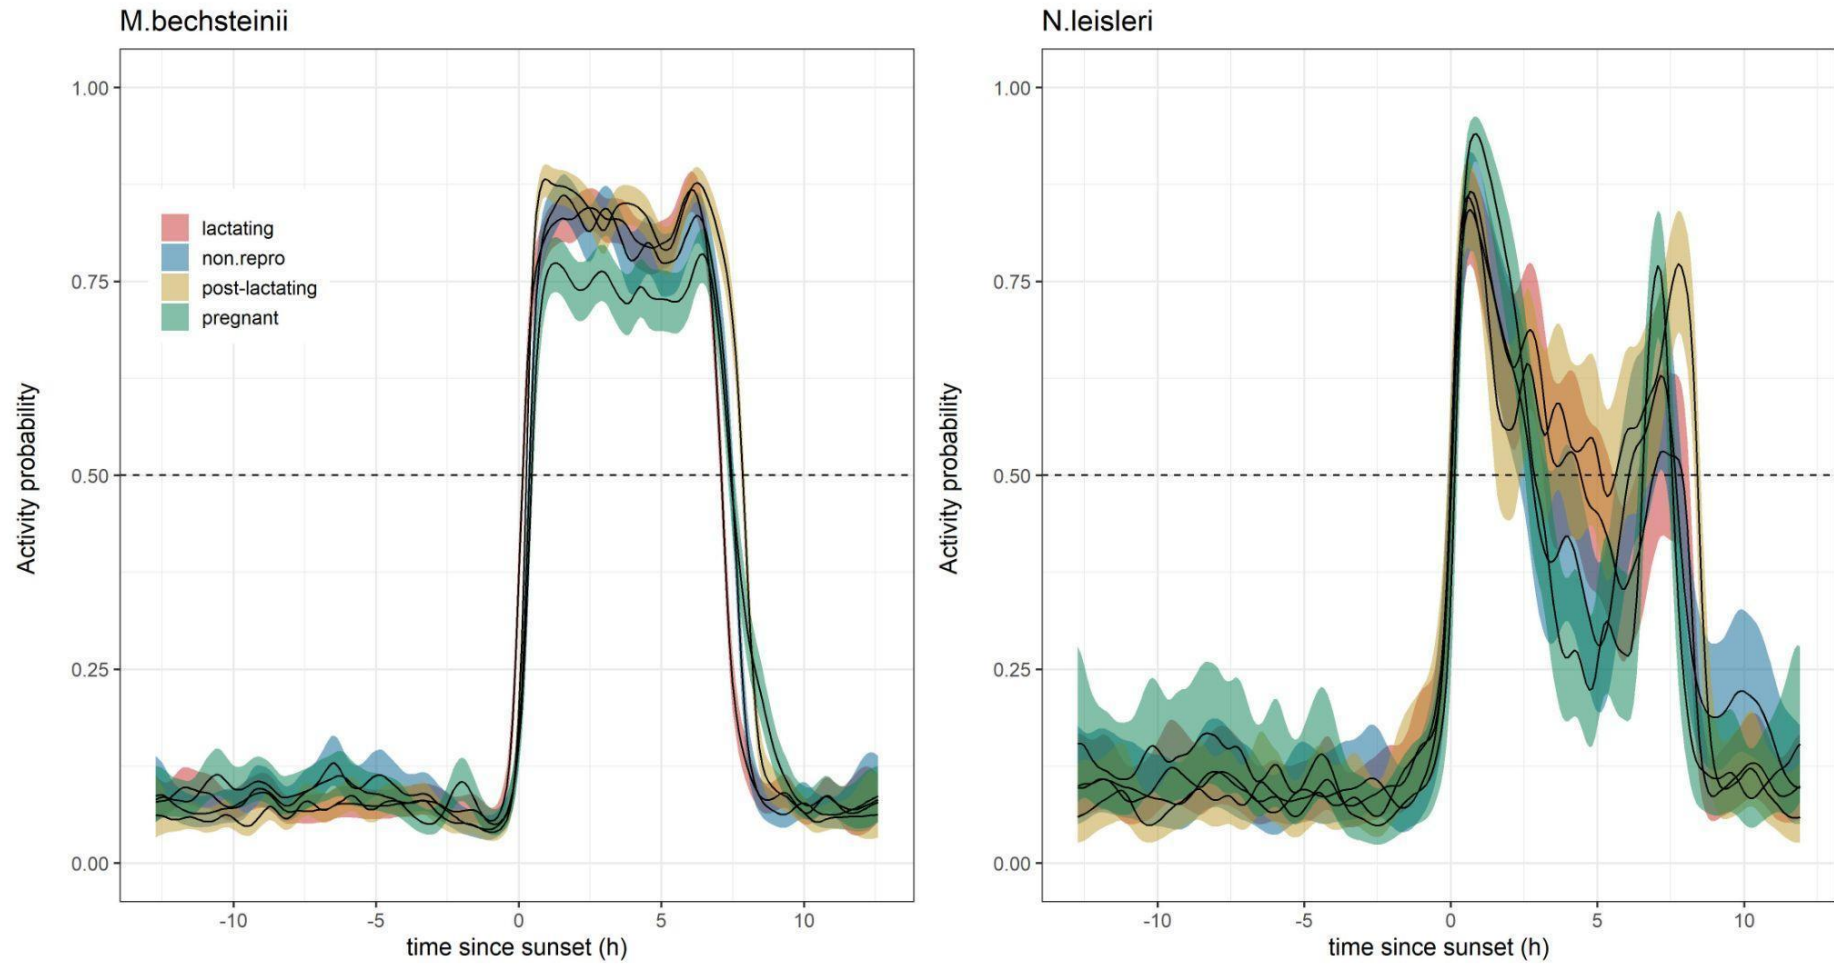 M.bechsteinii
Activity probability
1.00
0.75
0.50
0.25
0.00
lactating
non.repro
post-lactating
pregnant
-10 -5 0 5 10
time since sunset (h)
N.leisleri
Activity probability
1.00
0.75
0.50
0.25
0.00
-10 -5 0 5 10
time since sunset (h)